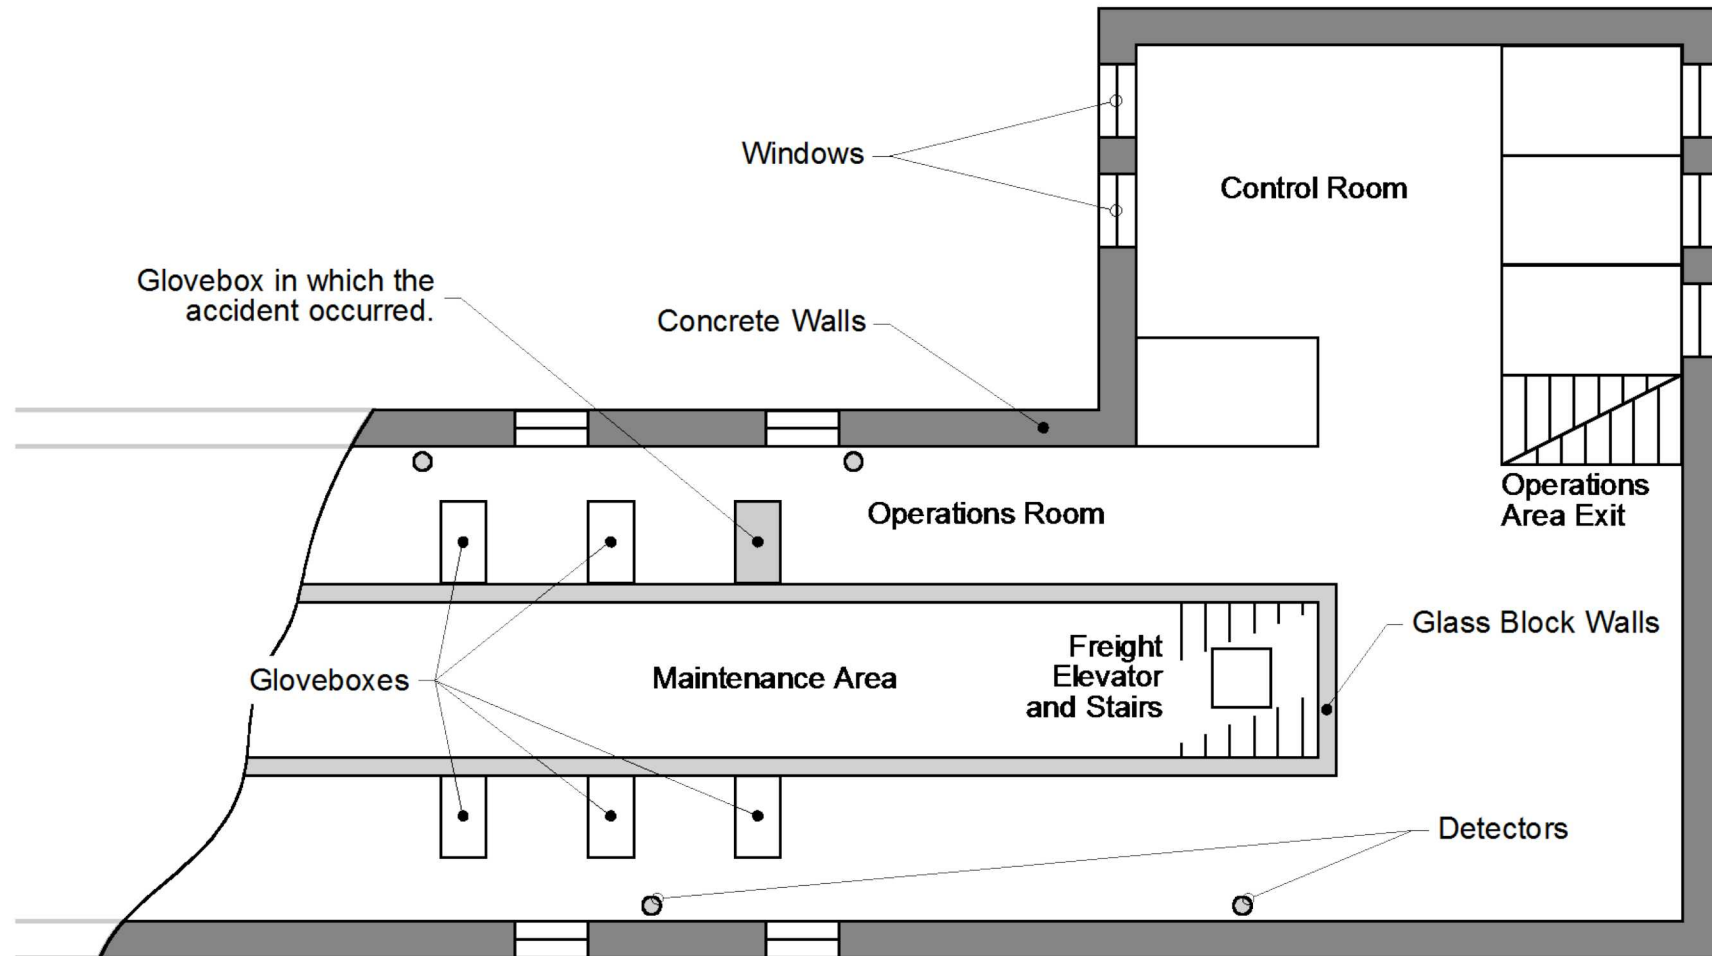 Windows
Control Room
Glovebox in which the
accident occurred.
Concrete Walls
Operations Room
Operations
Area Exit
Glass Block Walls
Freight
Elevator
and Stairs
Maintenance Area
Gloveboxes
Detectors